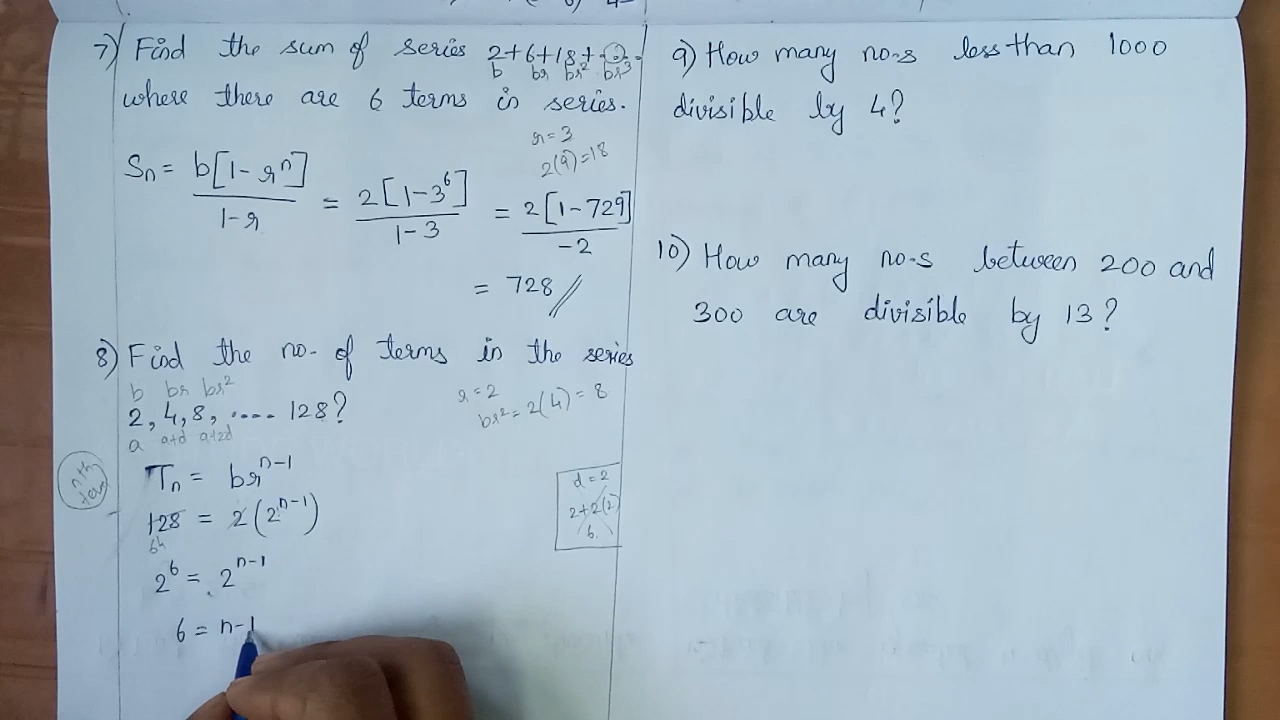 7) Find the sum of series 2+6+18+
b br br² br³
where there are 6 terms in series.
r=3
2(9)=18
Sn = b[1-rⁿ]/1-r = 2[1-3⁶]/1-3 = 2[1-729]/-2
= 728//
8) Find the no- of terms in the series
b br br²
2, 4, 8, ..... 128?
a a+d a+2d
r=2
br² = 2(4) = 8
nth term
Tn = brⁿ⁻¹
128 = 2(2ⁿ⁻¹)
64
d=2
2+2(2)
6
2⁶ = 2ⁿ⁻¹
6 = n-1
9) How many no-s less than 1000
divisible by 4?
10) How many no-s between 200 and
300 are divisible by 13?